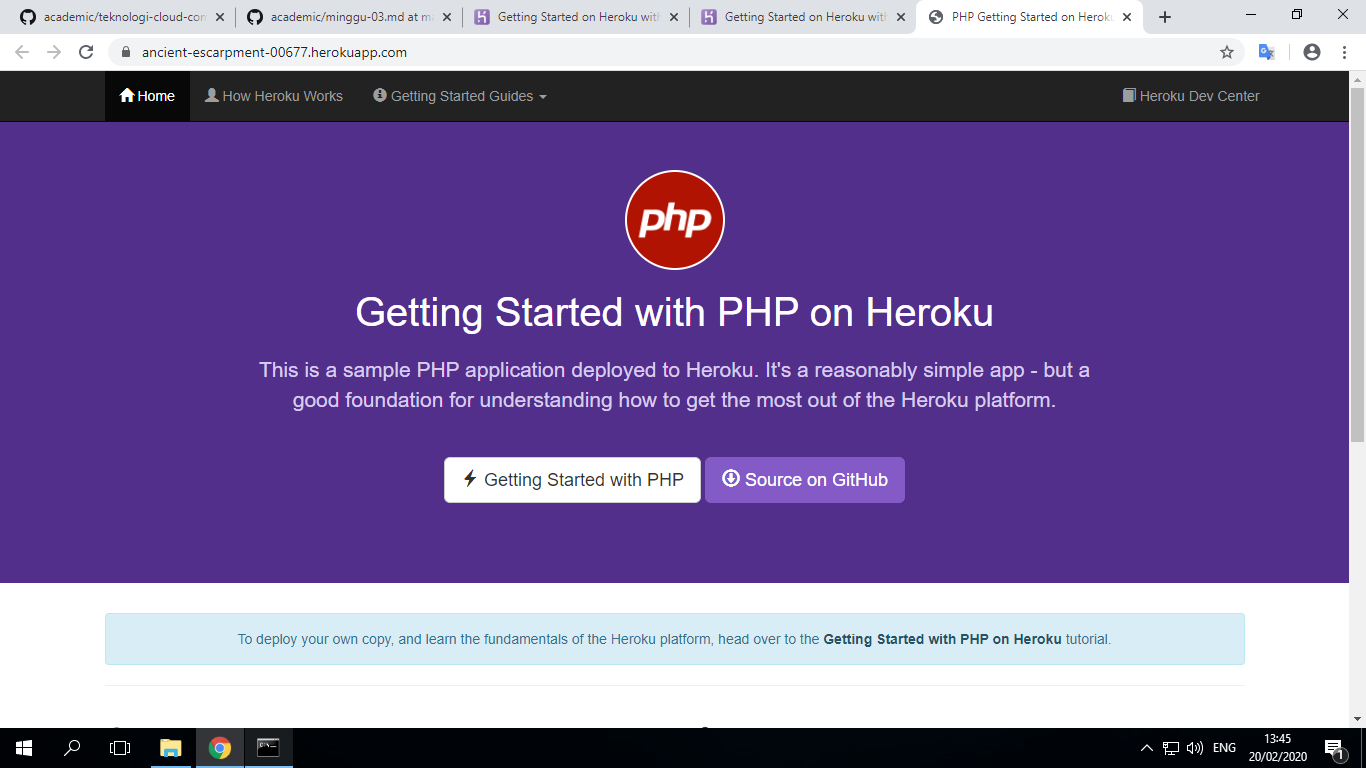 academic/teknologi-cloud-com
academic/minggu-03.md at ma
Getting Started on Heroku with
Getting Started on Heroku with
PHP Getting Started on Heroku
ancient-escarpment-00677.herokuapp.com
Home
How Heroku Works
Getting Started Guides
Heroku Dev Center
php
Getting Started with PHP on Heroku
This is a sample PHP application deployed to Heroku. It's a reasonably simple app - but a
good foundation for understanding how to get the most out of the Heroku platform.
Getting Started with PHP
Source on GitHub
To deploy your own copy, and learn the fundamentals of the Heroku platform, head over to the Getting Started with PHP on Heroku tutorial.
ENG
13:45
20/02/2020
1